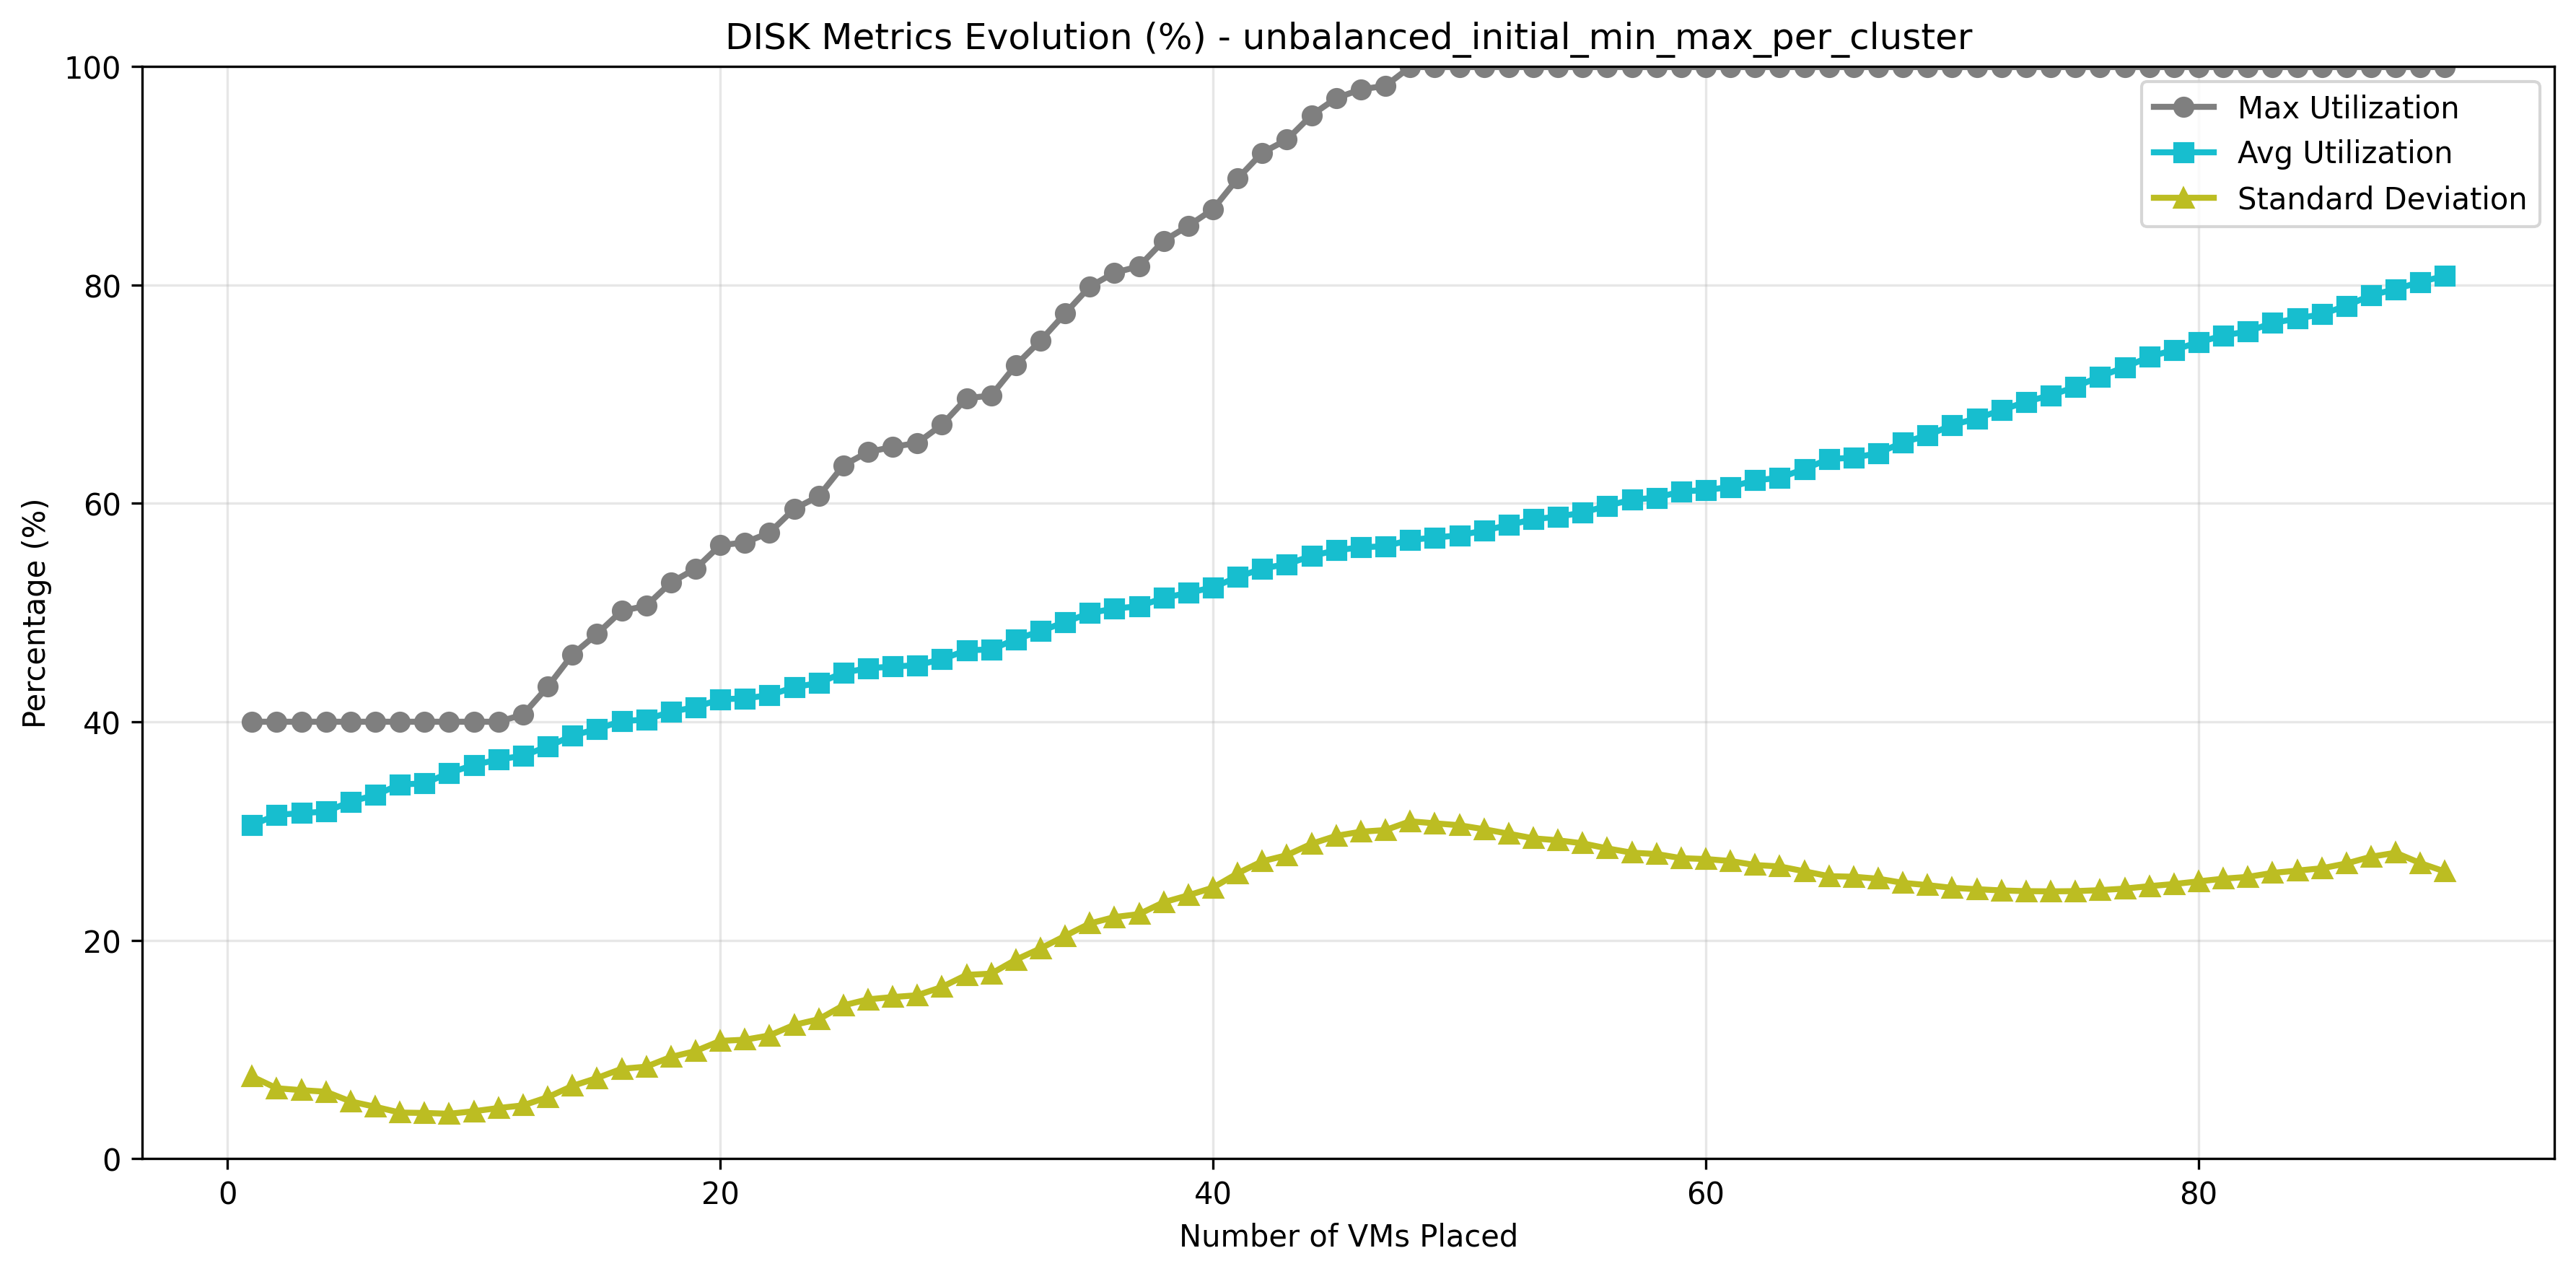 DISK Metrics Evolution (%) - unbalanced_initial_min_max_per_cluster
100
80
60
40
20
0
Percentage (%)
Max Utilization
Avg Utilization
Standard Deviation
0 20 40 60 80
Number of VMs Placed